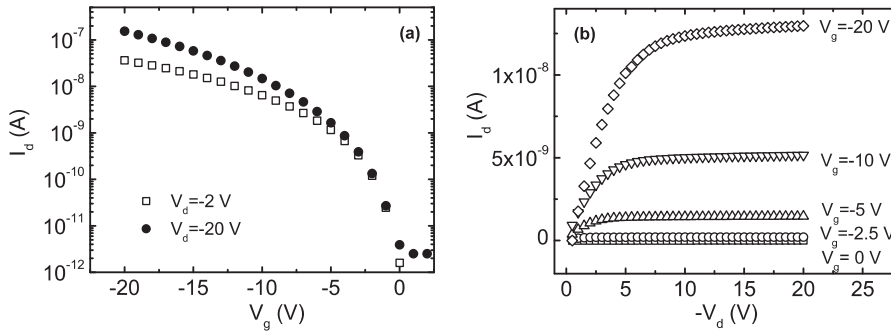 (a)
10⁻⁷
10⁻⁸
10⁻⁹
10⁻¹⁰
10⁻¹¹
10⁻¹²
I_d (A)
V_d=-2 V
V_d=-20 V
-20 -15 -10 -5 0
V_g (V)
(b)
1x10⁻⁸
5x10⁻⁹
0
I_d (A)
V_g=-20 V
V_g=-10 V
V_g=-5 V
V_g=-2.5 V
V_g= 0 V
0 5 10 15 20 25
-V_d (V)